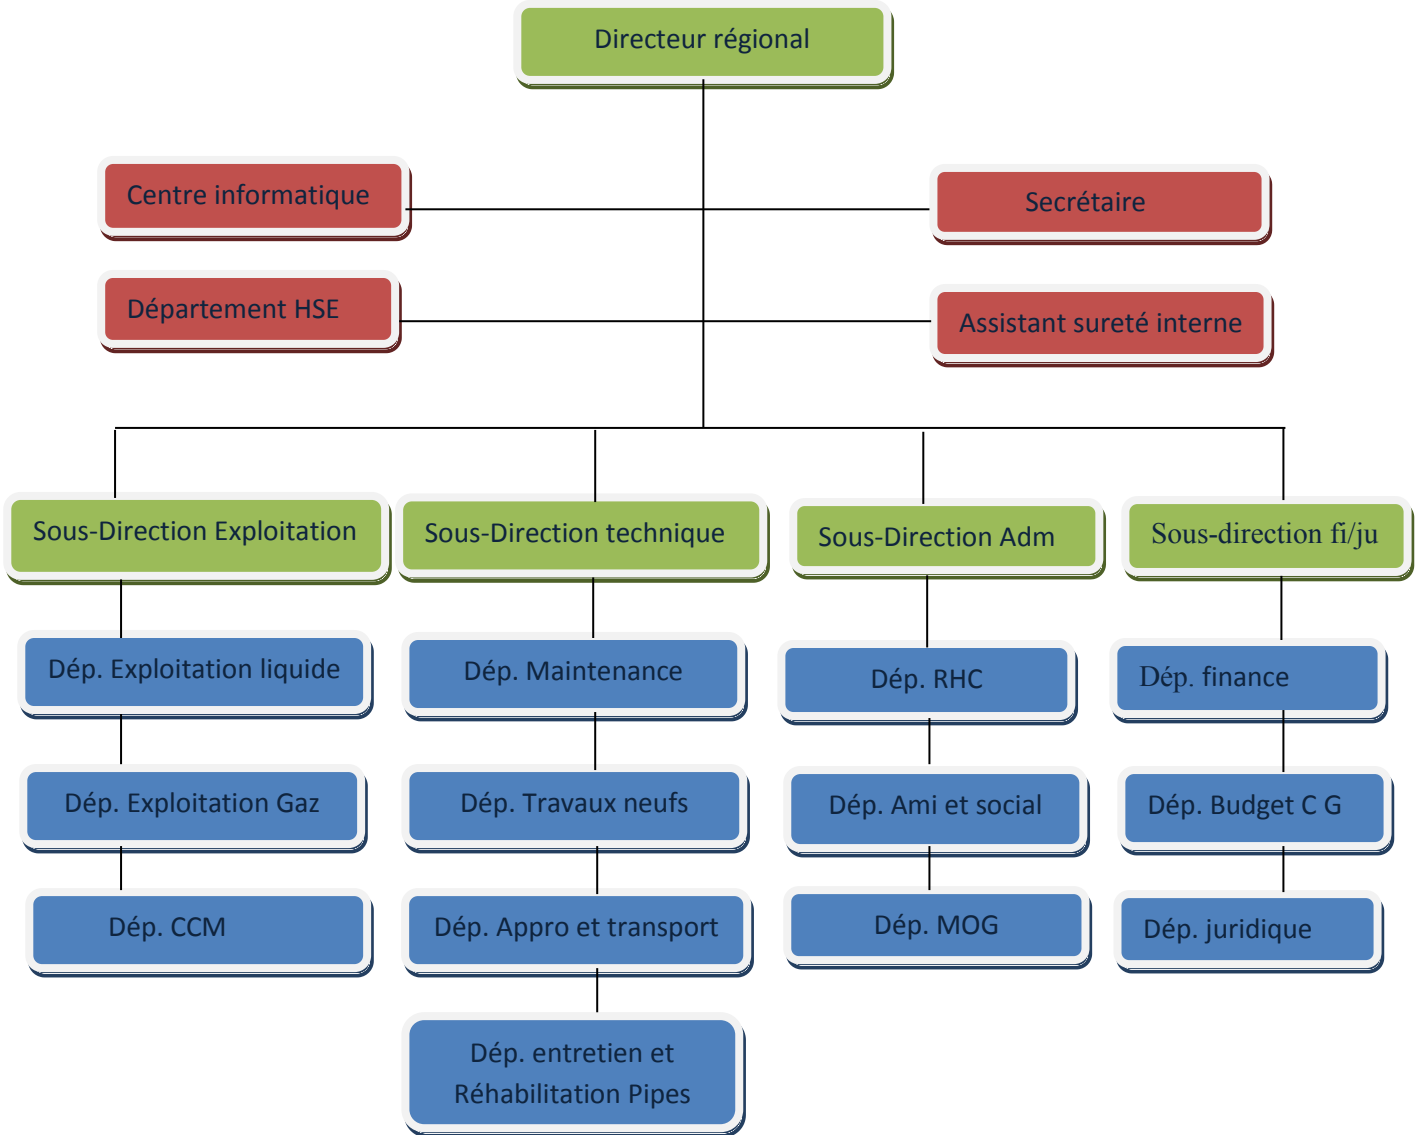 Directeur régional
Centre informatique
Secrétaire
Département HSE
Assistant sureté interne
Sous-Direction Exploitation
Sous-Direction technique
Sous-Direction Adm
Sous-direction fi/ju
Dép. Exploitation liquide
Dép. Maintenance
Dép. RHC
Dép. finance
Dép. Exploitation Gaz
Dép. Travaux neufs
Dép. Ami et social
Dép. Budget C G
Dép. CCM
Dép. Appro et transport
Dép. MOG
Dép. juridique
Dép. entretien et
Réhabilitation Pipes